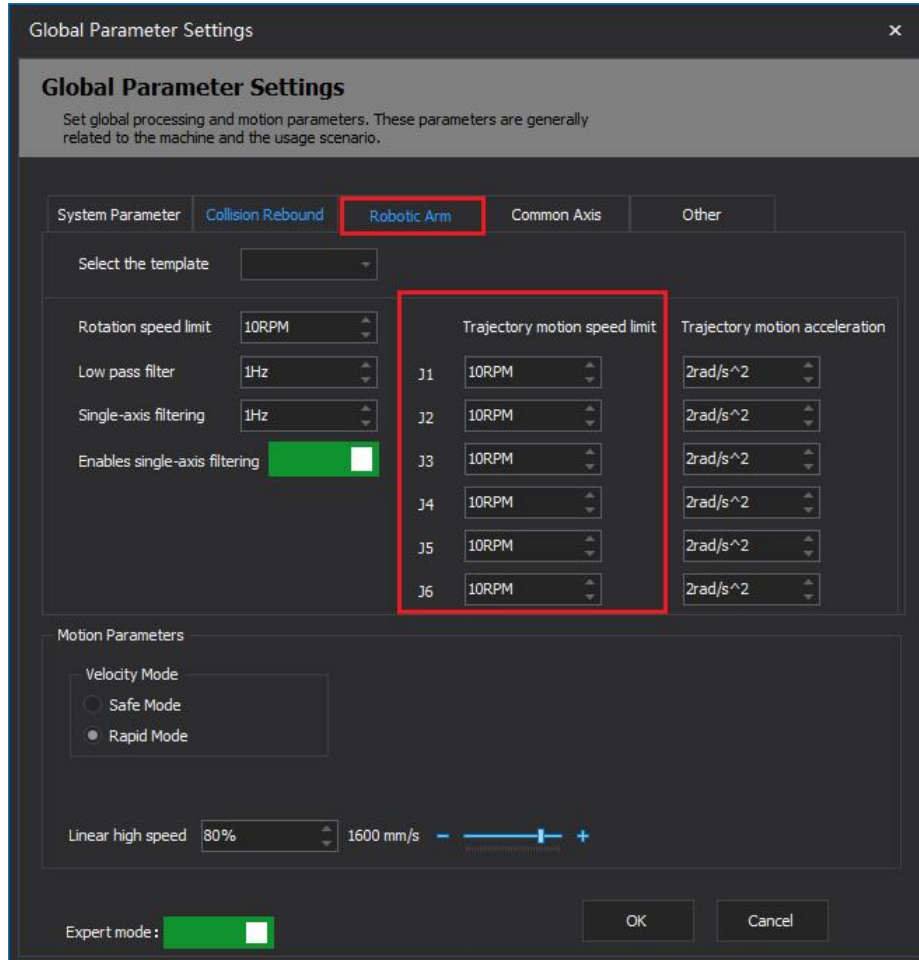 Global Parameter Settings
Global Parameter Settings
Set global processing and motion parameters. These parameters are generally
related to the machine and the usage scenario.
System Parameter Collision Rebound Robotic Arm Common Axis Other
Select the template
Rotation speed limit 10RPM Trajectory motion speed limit Trajectory motion acceleration
Low pass filter 1Hz J1 10RPM 2rad/s^2
Single-axis filtering 1Hz J2 10RPM 2rad/s^2
Enables single-axis filtering J3 10RPM 2rad/s^2
J4 10RPM 2rad/s^2
J5 10RPM 2rad/s^2
J6 10RPM 2rad/s^2
Motion Parameters
Velocity Mode
Safe Mode
Rapid Mode
Linear high speed 80% 1600 mm/s
Expert mode: OK Cancel